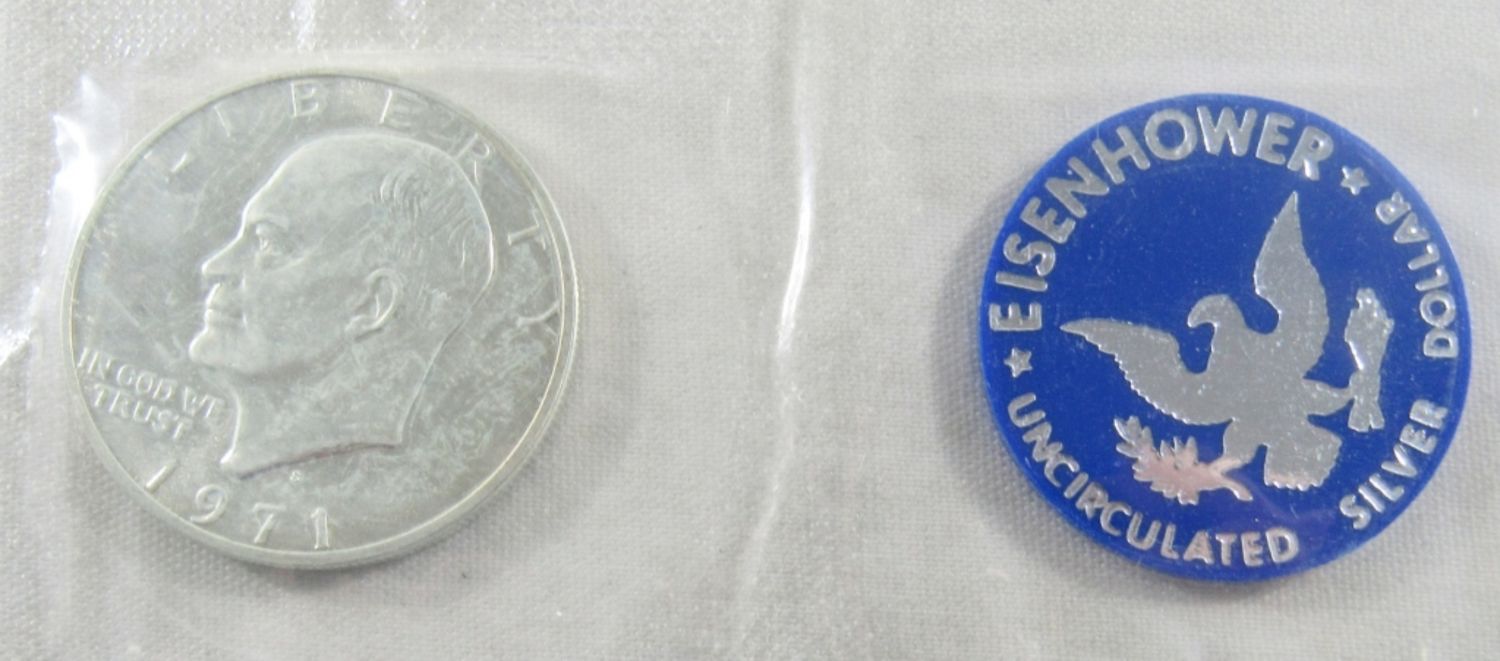 LIBERTY
IN GOD WE
TRUST
1971
EISENHOWER
UNCIRCULATED SILVER DOLLAR